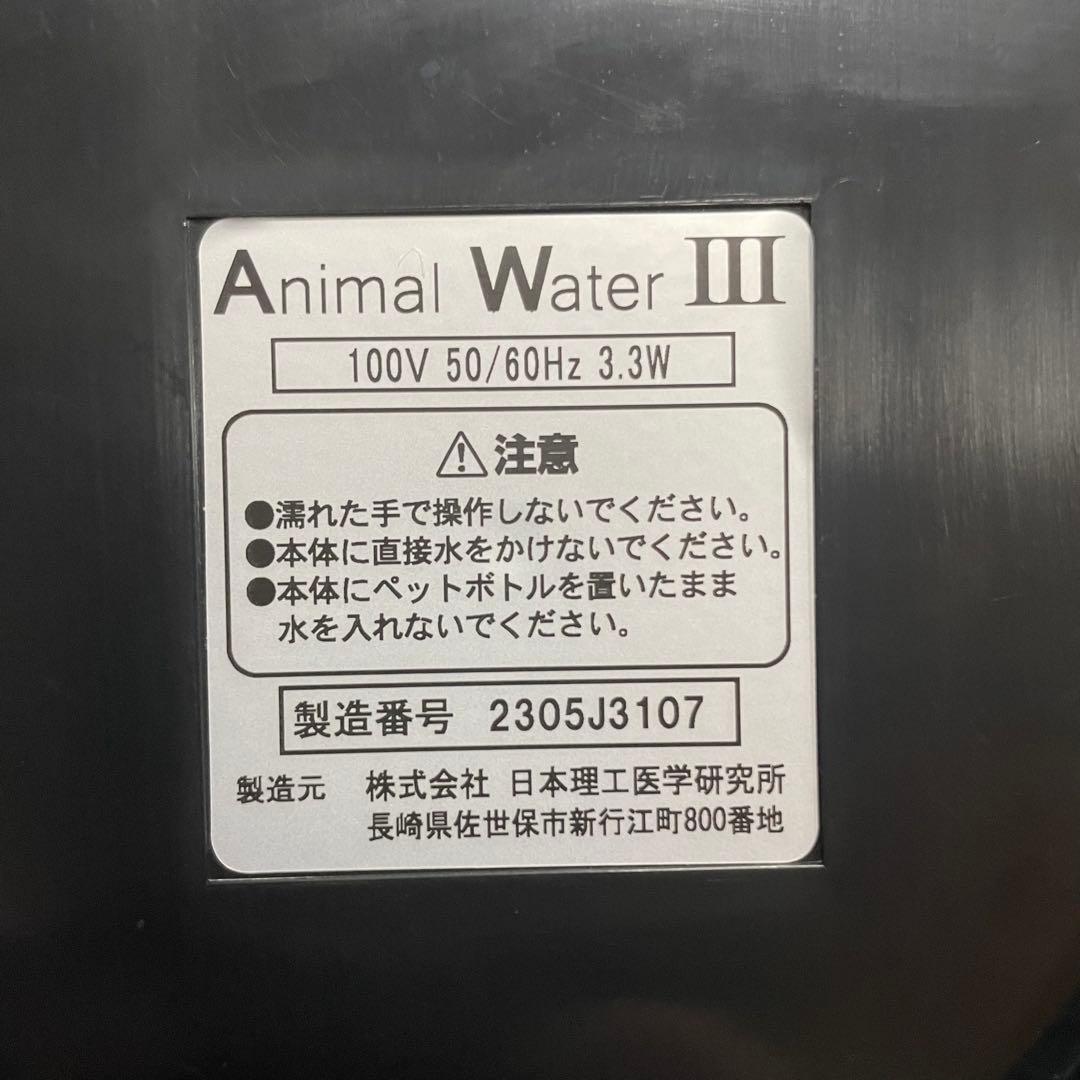 Animal Water III
100V 50/60Hz 3.3W
注意
●濡れた手で操作しないでください。
●本体に直接水をかけないでください。
●本体にペットボトルを置いたまま
水を入れないでください。
製造番号 2305J3107
製造元 株式会社 日本理工医学研究所
長崎県佐世保市新行江町800番地